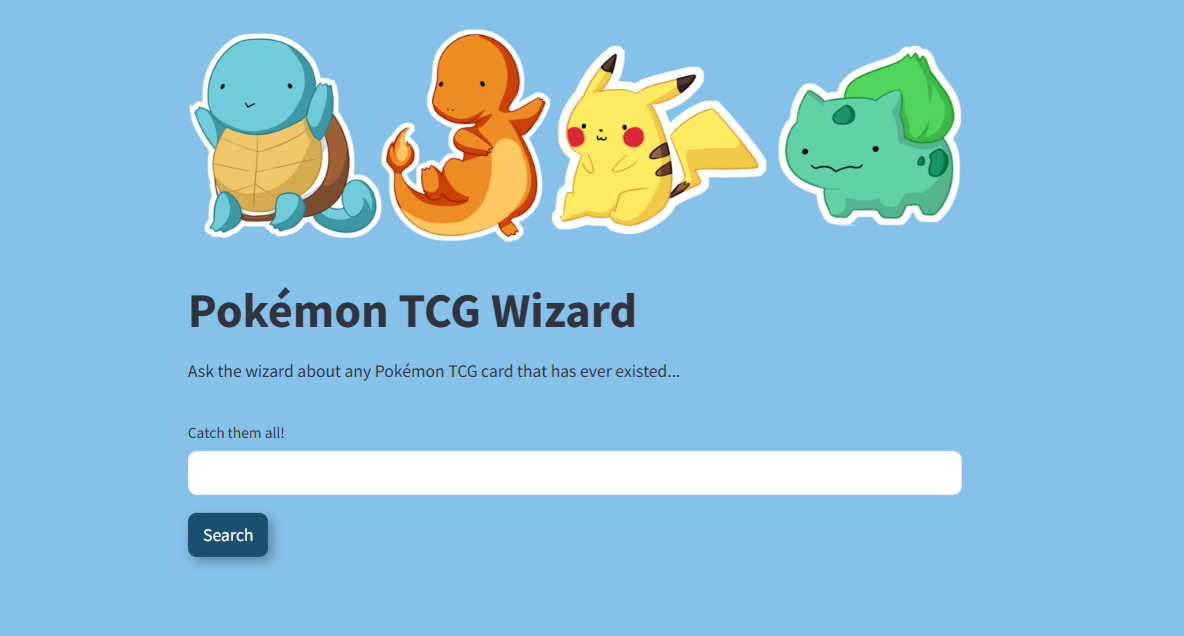 Pokémon TCG Wizard
Ask the wizard about any Pokémon TCG card that has ever existed...
Catch them all!
Search